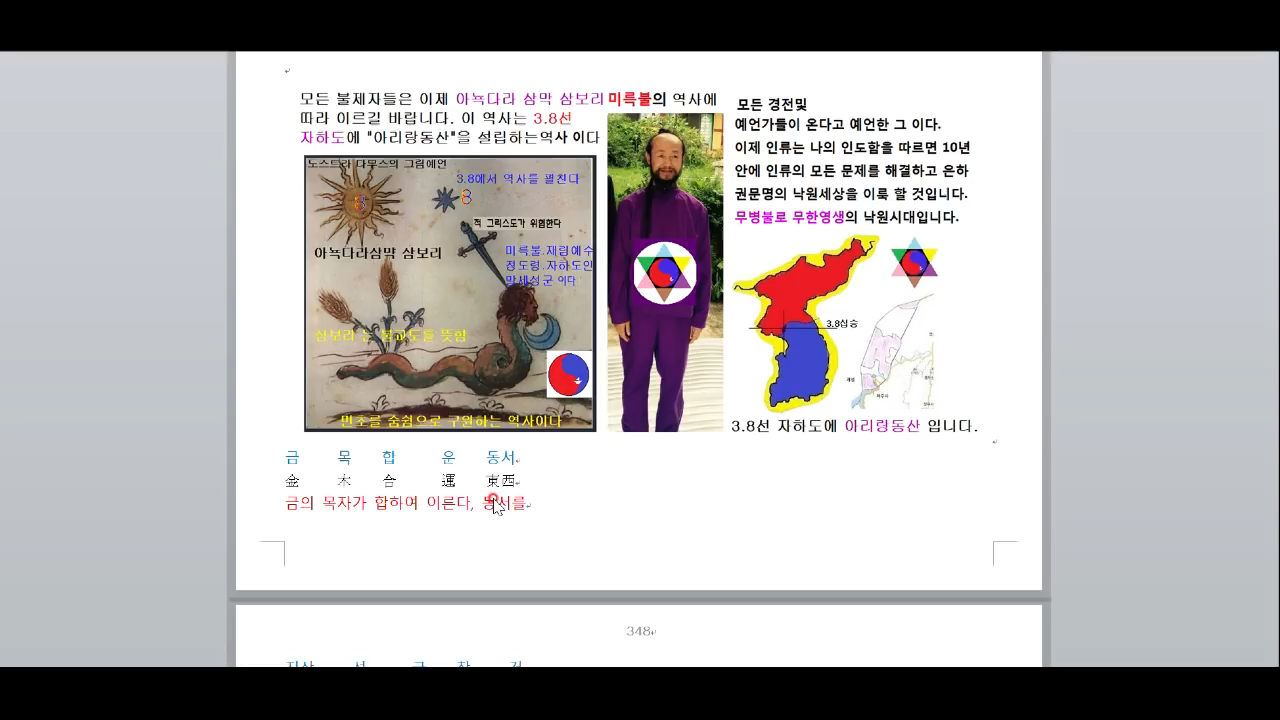 모든 불제자들은 이제 아뇩다라 삼막 삼보리 미륵불의 역사에
따라 이르길 바랍니다. 이 역사는 3.8선
자하도에 "아리랑동산"을 설립하는역사 이다
노스트라 다무스의 그림예언
3.8에서 역사를 펼친다
8
8
적 그리스도가 위험한다
아뇩다라삼막 삼보리
미륵불.재림예수
정도령.자하도인
말세성군 이다
삼보리 는 불교도를 뜻함
민초를 숨쉼으로 구원하는 역사이다
모든 경전및
예언가들이 온다고 예언한 그 이다.
이제 인류는 나의 인도함을 따르면 10년
안에 인류의 모든 문제를 해결하고 은하
권문명의 낙원세상을 이룩 할 것입니다.
무병불로 무한영생의 낙원시대입니다.
3.8십승
3.8선 자하도에 아리랑동산 입니다.
금 목 합 운 동서
金 木 合 運 東西
금의 목자가 합하여 이른다, 동서를
348